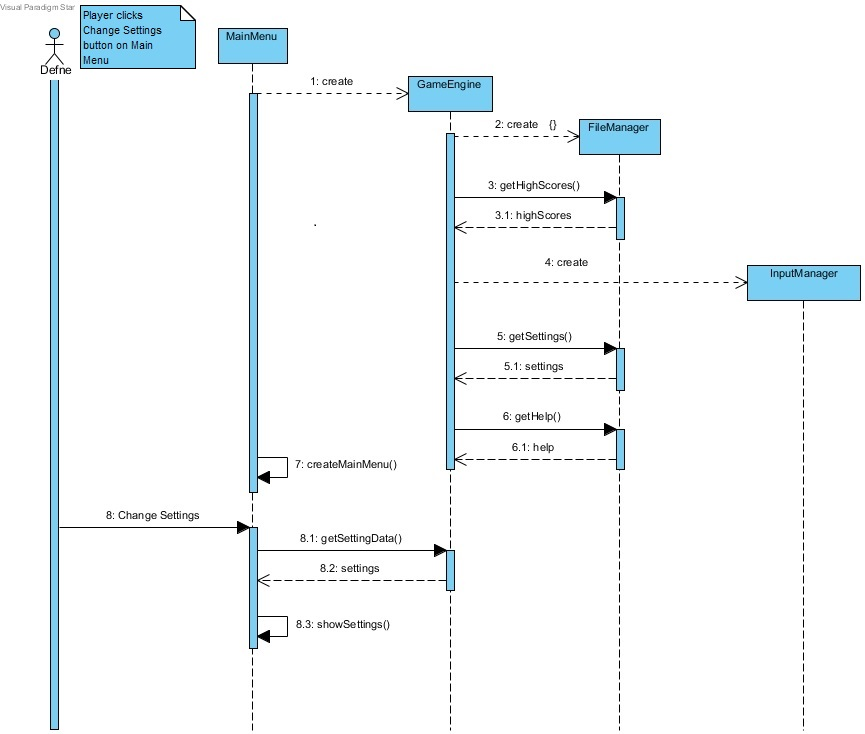 Visual Paradigm Star
Player clicks
Change Settings
button on Main
Menu
Defne
MainMenu
1: create
GameEngine
2: create {}
FileManager
3: getHighScores()
3.1: highScores
4: create
InputManager
5: getSettings()
5.1: settings
6: getHelp()
6.1: help
7: createMainMenu()
8: Change Settings
8.1: getSettingData()
8.2: settings
8.3: showSettings()